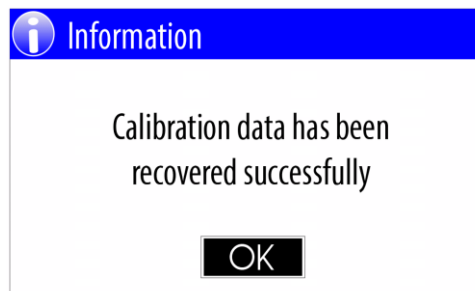 Information
Calibration data has been
recovered successfully
OK